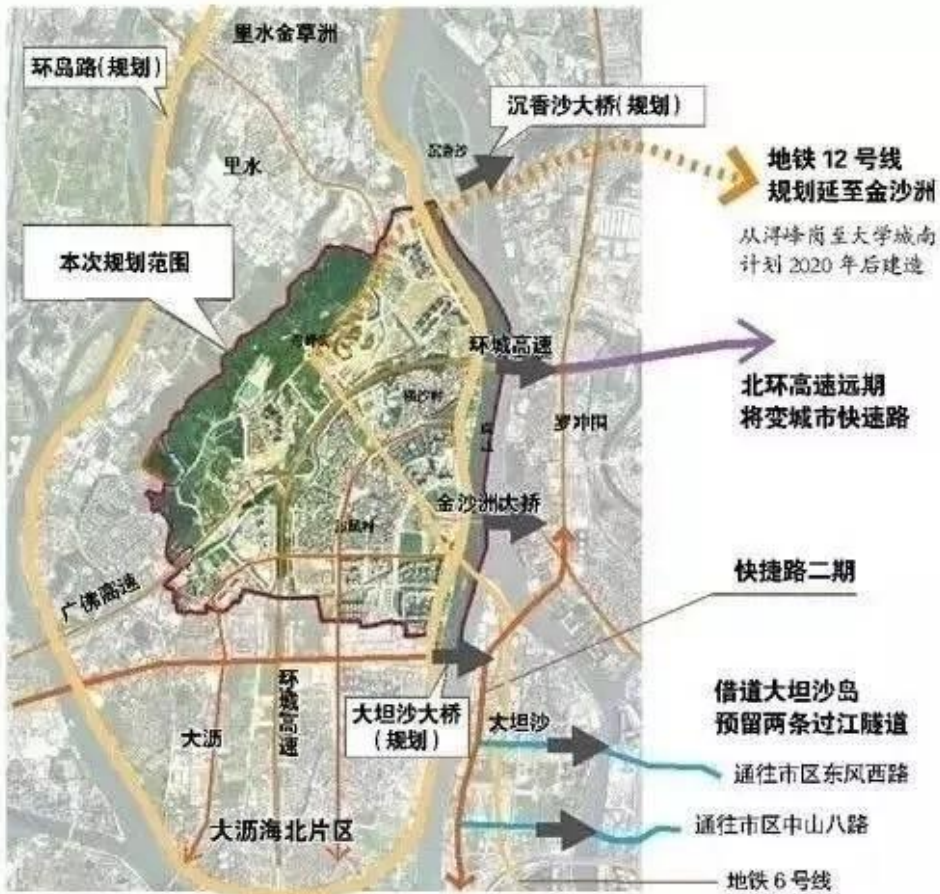 里水金草洲
环岛路(规划)
沉香沙大桥(规划)
沉香沙
里水
地铁 12 号线
规划延至金沙洲
从浔峰岗至大学城南
计划 2020 年后建造
本次规划范围
环城高速
北环高速远期
将变城市快速路
横沙村
罗冲围
金沙洲大桥
快捷路二期
广佛高速
环城高速
大坦沙大桥
(规划)
大坦沙
借道大坦沙岛
预留两条过江隧道
大沥
通往市区东风西路
大沥海北片区
通往市区中山八路
地铁 6 号线